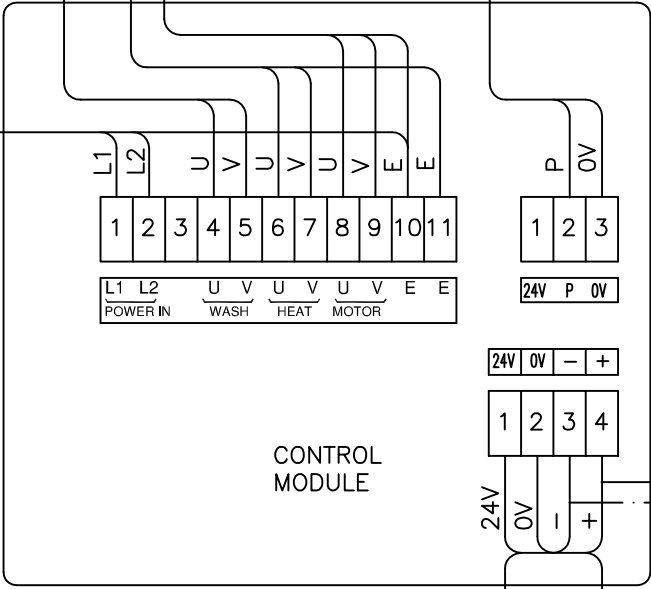 L1 L2 U V U V U V E E
P 0V
1 2 3 4 5 6 7 8 9 10 11
1 2 3
L1 L2 U V U V U V E E
POWER IN WASH HEAT MOTOR
24V P 0V
24V 0V − +
1 2 3 4
CONTROL
MODULE
24V 0V − +